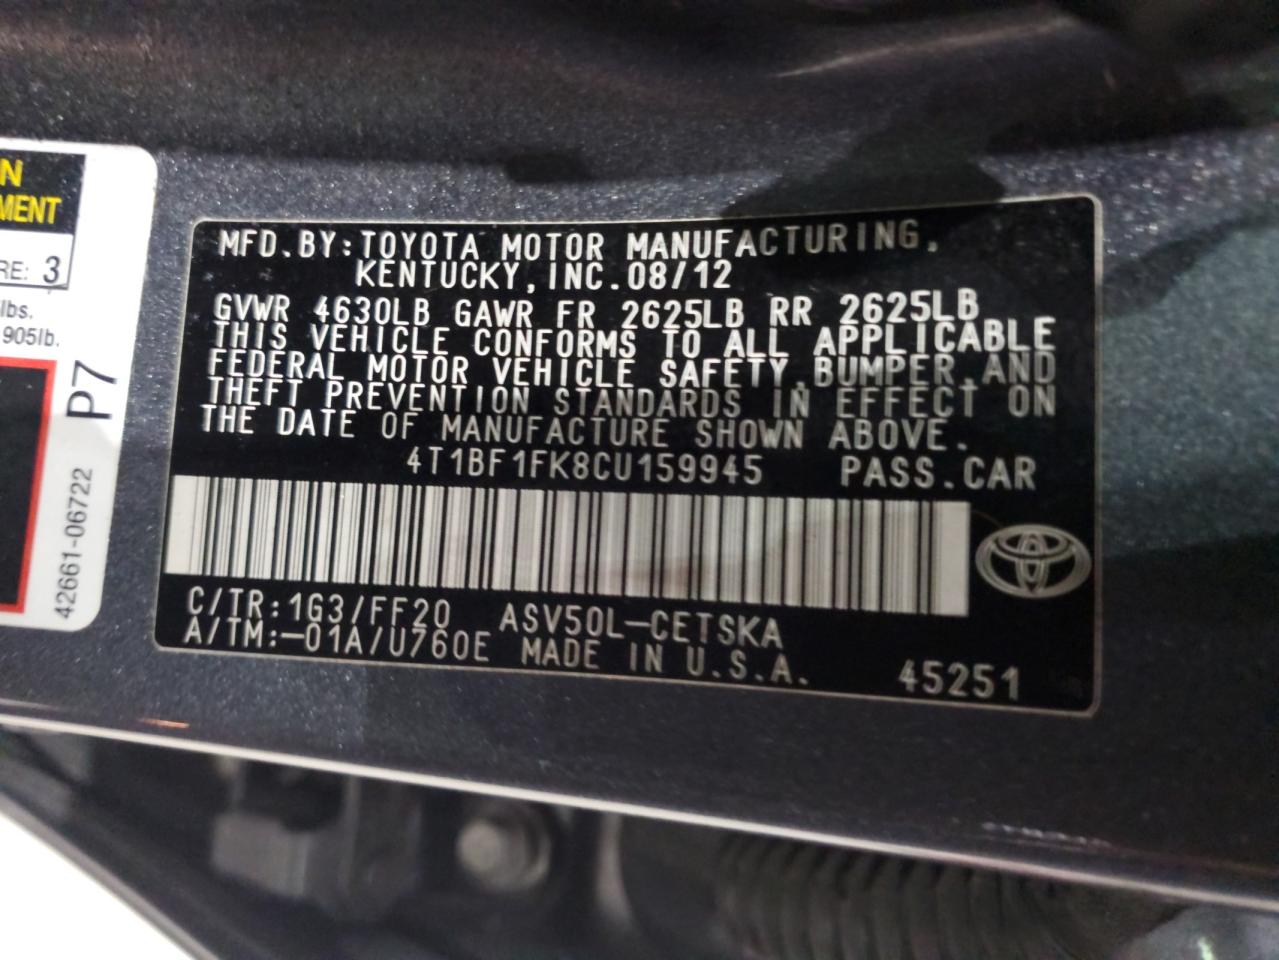 N
MENT
RE: 3
lbs.
905lb.
P7
42661-06722
MFD.BY:TOYOTA MOTOR MANUFACTURING,
KENTUCKY,INC.08/12
GVWR 4630LB GAWR FR 2625LB RR 2625LB
THIS VEHICLE CONFORMS TO ALL APPLICABLE
FEDERAL MOTOR VEHICLE SAFETY,BUMPER,AND
THEFT PREVENTION STANDARDS IN EFFECT ON
THE DATE OF MANUFACTURE SHOWN ABOVE.
4T1BF1FK8CU159945 PASS.CAR
C/TR:1G3/FF20 ASV50L-CETSKA
A/TM:-01A/U760E MADE IN U.S.A. 45251